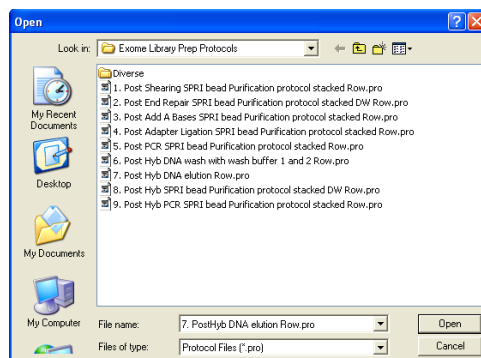 Open
Look in:
Exome Library Prep Protocols
Diverse
1. Post Shearing SPRI bead Purification protocol stacked Row.pro
2. Post End Repair SPRI bead Purification protocol stacked DW Row.pro
3. Post Add A Bases SPRI bead Purification protocol stacked Row.pro
4. Post Adapter Ligation SPRI bead Purification protocol stacked Row.pro
5. Post PCR SPRI bead Purification protocol stacked Row.pro
6. Post Hyb DNA wash with wash buffer 1 and 2 Row.pro
7. Post Hyb DNA elution Row.pro
8. Post Hyb SPRI bead Purification protocol stacked DW Row.pro
9. Post Hyb PCR SPRI bead Purification protocol stacked Row.pro
My Recent
Documents
Desktop
My Documents
My Computer
File name:
7. PostHyb DNA elution Row.pro
Open
Files of type:
Protocol Files (*.pro)
Cancel